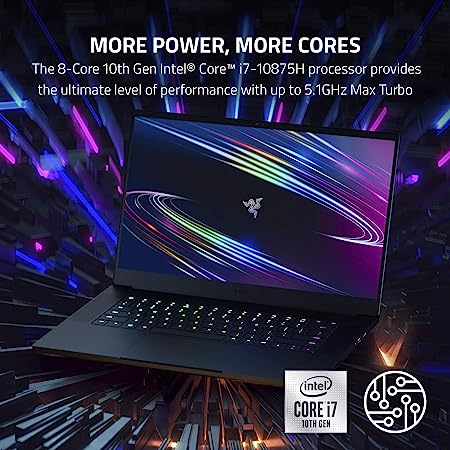 MORE POWER, MORE CORES
The 8-Core 10th Gen Intel® Core™ i7-10875H processor provides
the ultimate level of performance with up to 5.1GHz Max Turbo
intel®
CORE i7
10TH GEN